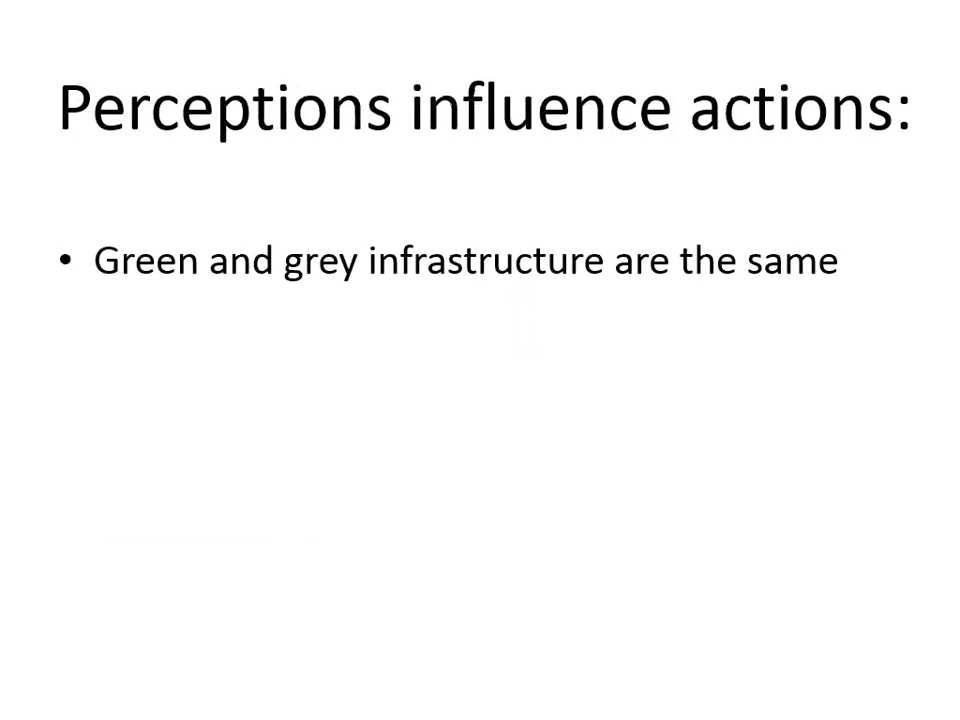 Perceptions influence actions:
• Green and grey infrastructure are the same